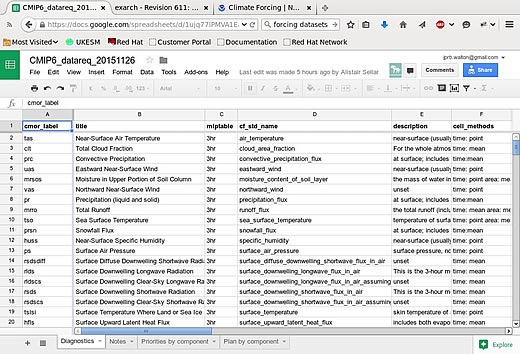 CMIP6_datareq_201...
exarch - Revision 611: ...
Climate Forcing | N...
https://docs.google.com/spreadsheets/d/1ujq77lPMVA1E
forcing datasets
Most Visited
UKESM
Red Hat
Customer Portal
Documentation
Red Hat Network
CMIP6_datareq_20151126
jprb.walton@gmail.com
File Edit View Insert Format Data Tools Add-ons Help Last edit was made 5 hours ago by Alistair Sellar
Comments
Share
fx cmor_label
A B C D E F
1 cmor_label title miptable cf_std_name description cell_methods
2 tas Near-Surface Air Temperature 3hr air_temperature near-surface (usually time: point
3 clt Total Cloud Fraction 3hr cloud_area_fraction For the whole atmos time: mean
4 prc Convective Precipitation 3hr convective_precipitation_flux at surface; includes time: mean
5 uas Eastward Near-Surface Wind 3hr eastward_wind near-surface (usually time: point
6 mrsos Moisture in Upper Portion of Soil Column 3hr moisture_content_of_soil_layer the mass of water in time: point area: me
7 vas Northward Near-Surface Wind 3hr northward_wind unset time: point
8 pr Precipitation (liquid and solid) 3hr precipitation_flux at surface; includes time: mean
9 mrro Total Runoff 3hr runoff_flux the total runoff (inclu time: mean area: me
10 tso Sea Surface Temperature 3hr sea_surface_temperature temperature of surfa time: point area: me
11 prsn Snowfall Flux 3hr snowfall_flux at surface; includes time: mean
12 huss Near-Surface Specific Humidity 3hr specific_humidity near-surface (usually time: point
13 ps Surface Air Pressure 3hr surface_air_pressure surface pressure, no time: point
14 rsdsdiff Surface Diffuse Downwelling Shortwave Radia 3hr surface_diffuse_downwelling_shortwave_flux_in_air unset time: mean
15 rlds Surface Downwelling Longwave Radiation 3hr surface_downwelling_longwave_flux_in_air This is the 3-hour m time: mean
16 rldscs Surface Downwelling Clear-Sky Longwave Ra 3hr surface_downwelling_longwave_flux_in_air_assuming unset time: mean
17 rsds Surface Downwelling Shortwave Radiation 3hr surface_downwelling_shortwave_flux_in_air This is the 3-hour m time: mean
18 rsdscs Surface Downwelling Clear-Sky Shortwave R 3hr surface_downwelling_shortwave_flux_in_air_assuming unset time: mean
19 tslsi Surface Temperature Where Land or Sea Ice 3hr surface_temperature skin temperature of time: point
20 hfls Surface Upward Latent Heat Flux 3hr surface_upward_latent_heat_flux includes both evapo time: mean
Diagnostics Notes Priorities by component Plan by component
Explore